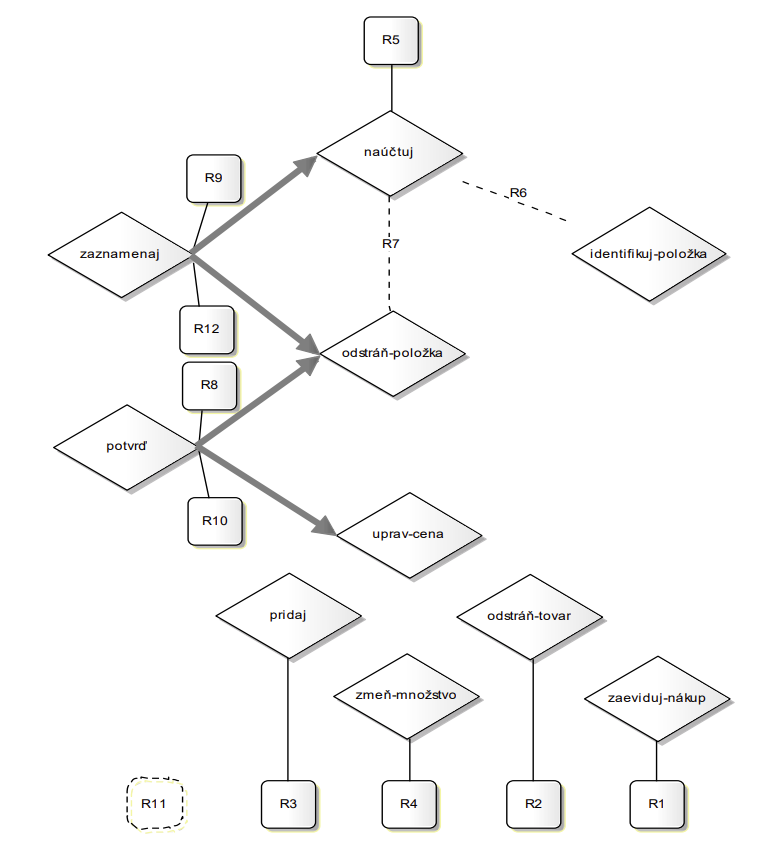 R5
naúčtuj
R9
R6
zaznamenaj
R7
identifikuj-položka
R12
odstráň-položka
R8
potvrď
R10
uprav-cena
pridaj
odstráň-tovar
zmeň-množstvo
zaeviduj-nákup
R11
R3
R4
R2
R1